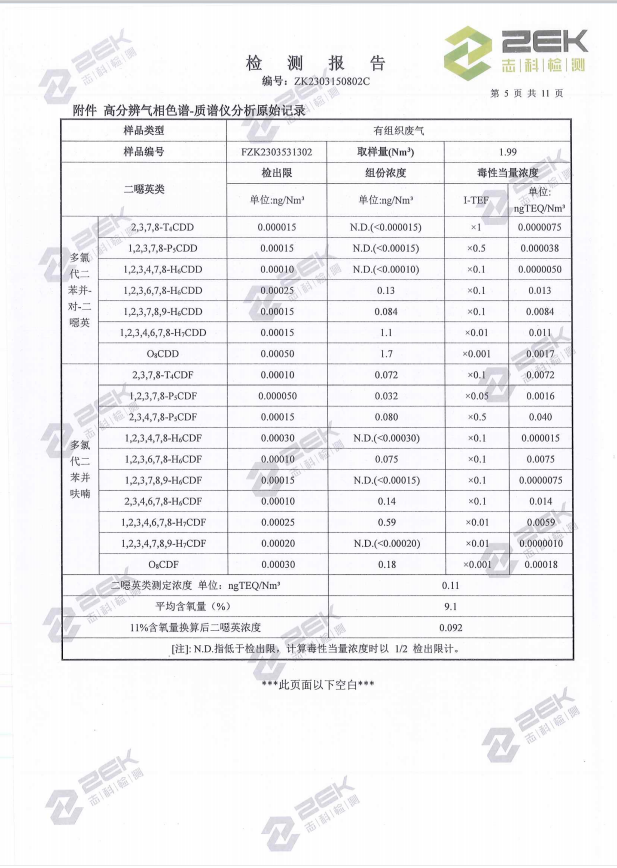 ZEK
志|科|检|测
检 测 报 告
编号：ZK2303150802C
第 5 页 共 11 页
附件 高分辨气相色谱-质谱仪分析原始记录
样品类型 有组织废气
样品编号 FZK2303531302 取样量(Nm³) 1.99
二噁英类 检出限 组份浓度 毒性当量浓度
单位:ng/Nm³ 单位:ng/Nm³ I-TEF 单位:ngTEQ/Nm³
多氯代二苯并-对-二噁英
2,3,7,8-T₄CDD 0.000015 N.D.(<0.000015) ×1 0.0000075
1,2,3,7,8-P₅CDD 0.00015 N.D.(<0.00015) ×0.5 0.000038
1,2,3,4,7,8-H₆CDD 0.00010 N.D.(<0.00010) ×0.1 0.0000050
1,2,3,6,7,8-H₆CDD 0.00025 0.13 ×0.1 0.013
1,2,3,7,8,9-H₆CDD 0.00015 0.084 ×0.1 0.0084
1,2,3,4,6,7,8-H₇CDD 0.00015 1.1 ×0.01 0.011
O₈CDD 0.00050 1.7 ×0.001 0.0017
多氯代二苯并呋喃
2,3,7,8-T₄CDF 0.00010 0.072 ×0.1 0.0072
1,2,3,7,8-P₅CDF 0.000050 0.032 ×0.05 0.0016
2,3,4,7,8-P₅CDF 0.00015 0.080 ×0.5 0.040
1,2,3,4,7,8-H₆CDF 0.00030 N.D.(<0.00030) ×0.1 0.000015
1,2,3,6,7,8-H₆CDF 0.00010 0.075 ×0.1 0.0075
1,2,3,7,8,9-H₆CDF 0.00015 N.D.(<0.00015) ×0.1 0.0000075
2,3,4,6,7,8-H₆CDF 0.00010 0.14 ×0.1 0.014
1,2,3,4,6,7,8-H₇CDF 0.00025 0.59 ×0.01 0.0059
1,2,3,4,7,8,9-H₇CDF 0.00020 N.D.(<0.00020) ×0.01 0.0000010
O₈CDF 0.00030 0.18 ×0.001 0.00018
二噁英类测定浓度 单位：ngTEQ/Nm³ 0.11
平均含氧量（%） 9.1
11%含氧量换算后二噁英浓度 0.092
[注]: N.D.指低于检出限，计算毒性当量浓度时以 1/2 检出限计。
***此页面以下空白***